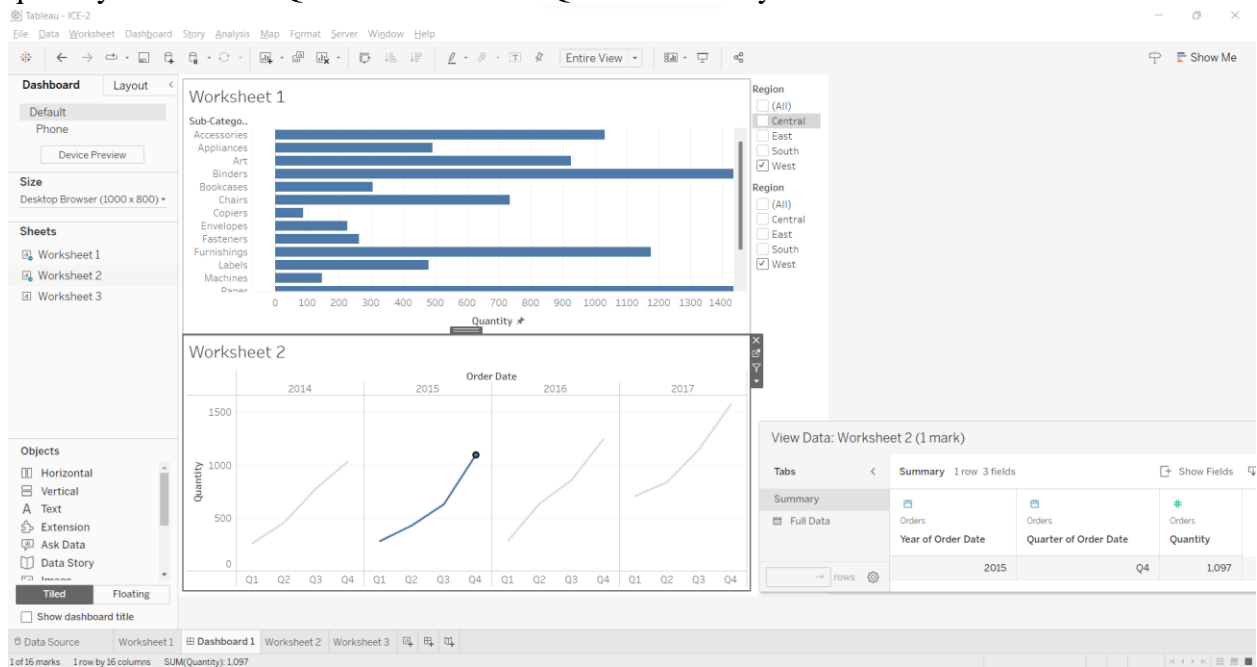 Tableau - ICE-2
File Data Worksheet Dashboard Story Analysis Map Format Server Window Help
Entire View
Show Me
Dashboard Layout
Default
Phone
Device Preview
Size
Desktop Browser (1000 x 800)
Sheets
Worksheet 1
Worksheet 2
Worksheet 3
Objects
Horizontal
Vertical
A Text
Extension
Ask Data
Data Story
Tiled Floating
Show dashboard title
Worksheet 1
Sub-Catego..
Accessories
Appliances
Art
Binders
Bookcases
Chairs
Copiers
Envelopes
Fasteners
Furnishings
Labels
Machines
0 100 200 300 400 500 600 700 800 900 1000 1100 1200 1300 1400
Quantity
Region
(All)
Central
East
South
West
Region
(All)
Central
East
South
West
Worksheet 2
Order Date
2014 2015 2016 2017
Quantity
1500
1000
500
0
Q1 Q2 Q3 Q4 Q1 Q2 Q3 Q4 Q1 Q2 Q3 Q4 Q1 Q2 Q3 Q4
View Data: Worksheet 2 (1 mark)
Tabs
Summary
Full Data
rows
Summary 1 row 3 fields
Show Fields
Orders Orders Orders
Year of Order Date Quarter of Order Date Quantity
2015 Q4 1,097
Data Source Worksheet 1 Dashboard 1 Worksheet 2 Worksheet 3
1 of 16 marks 1 row by 16 columns SUM(Quantity): 1,097